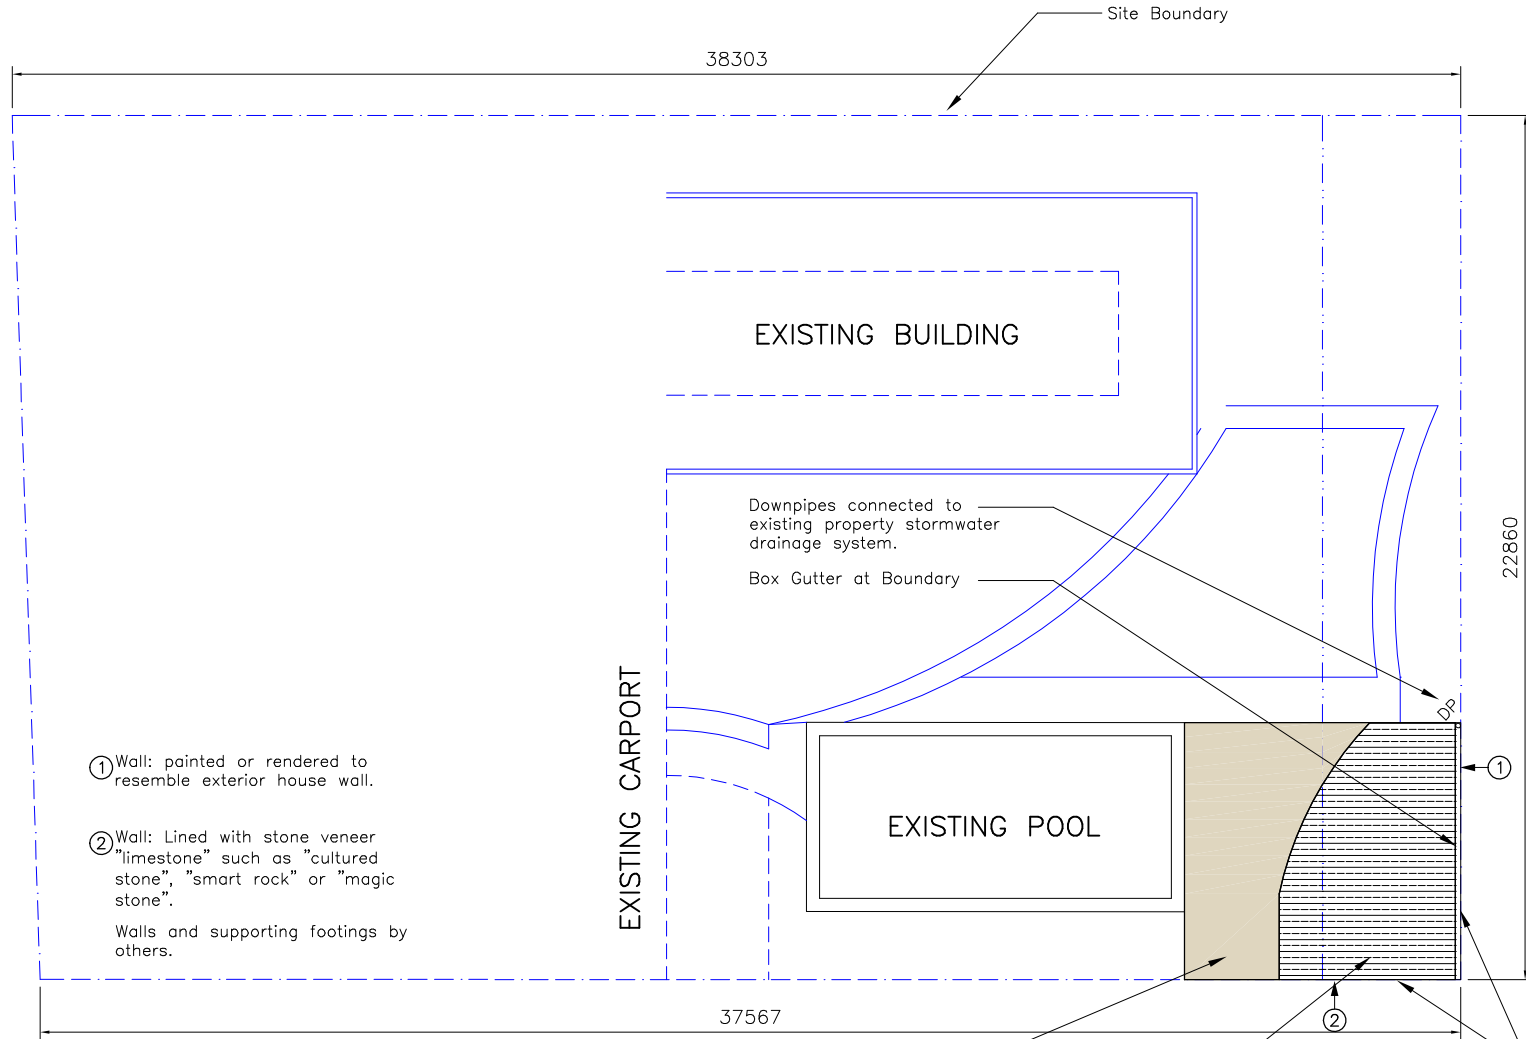 Site Boundary
38303
EXISTING BUILDING
Downpipes connected to
existing property stormwater
drainage system.
Box Gutter at Boundary
22860
DP
EXISTING CARPORT
1 Wall: painted or rendered to
resemble exterior house wall.
1
EXISTING POOL
2 Wall: Lined with stone veneer
"limestone" such as "cultured
stone", "smart rock" or "magic
stone".
Walls and supporting footings by
others.
37567
2